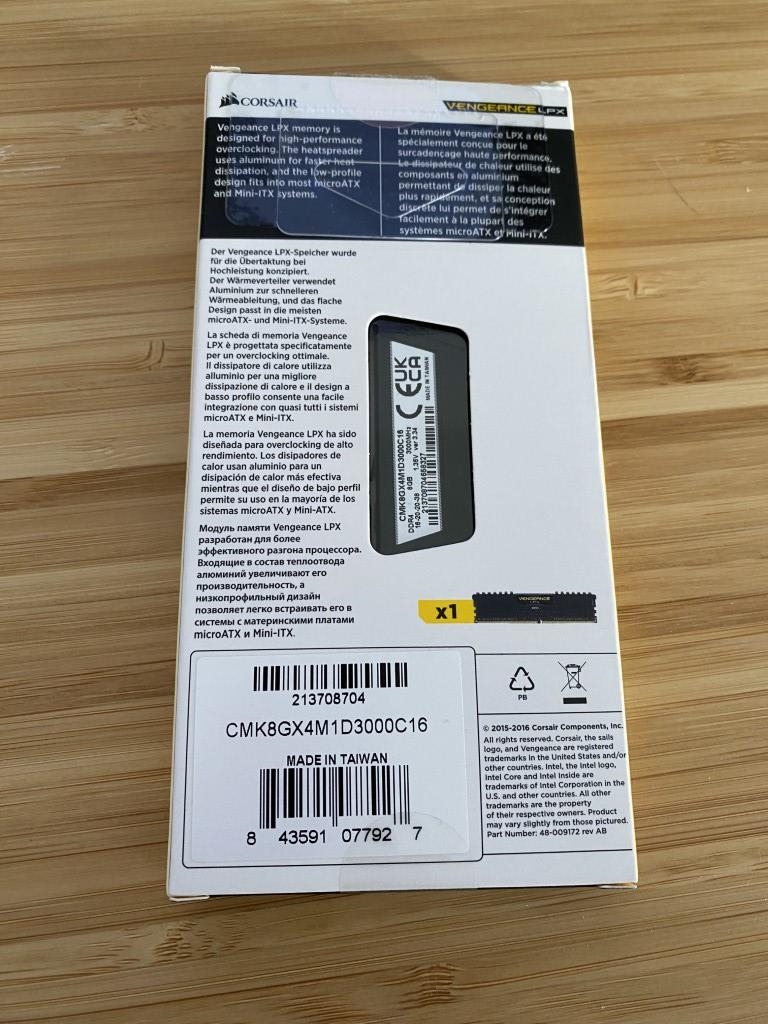 CORSAIR
VENGEANCE LPX
Vengeance LPX memory is
designed for high-performance
overclocking. The heatspreader
uses aluminum for faster heat
dissipation, and the low-profile
design fits into most microATX
and Mini-ITX systems.
La mémoire Vengeance LPX a été
spécialement conçue pour le
surcadençage haute performance.
Le dissipateur de chaleur utilise des
composants en aluminium
permettant de dissiper la chaleur
plus rapidement, et sa conception
discrète lui permet de s'intégrer
facilement à la plupart des
systèmes microATX et Mini-ITX.
Der Vengeance LPX-Speicher wurde
für die Übertaktung bei
Hochleistung konzipiert.
Der Wärmeverteiler verwendet
Aluminium zur schnelleren
Wärmeableitung, und das flache
Design passt in die meisten
microATX- und Mini-ITX-Systeme.
La scheda di memoria Vengeance
LPX è progettata specificatamente
per un overclocking ottimale.
Il dissipatore di calore utilizza
alluminio per una migliore
dissipazione di calore e il design a
basso profilo consente una facile
integrazione con quasi tutti i sistemi
microATX e Mini-ITX.
La memoria Vengeance LPX ha sido
diseñada para overclocking de alto
rendimiento. Los disipadores de
calor usan aluminio para un
disipación de calor más efectiva
mientras que el diseño de bajo perfil
permite su uso en la mayoría de los
sistemas microATX y Mini-ATX.
Модуль памяти Vengeance LPX
разработан для более
эффективного разгона процессора.
Входящие в состав теплоотвода
алюминий увеличивают его
производительность, а
низкопрофильный дизайн
позволяет легко встраивать его в
системы с материнскими платами
microATX и Mini-ITX.
CMK8GX4M1D3000C16
DDR4 8GB 3000MHz
16-20-20-38 1.35V ver 3.34
213708704658327
CE UKCA
MADE IN TAIWAN
x1
VENGEANCE
LPX
213708704
CMK8GX4M1D3000C16
MADE IN TAIWAN
8 43591 07792 7
PB
© 2015-2016 Corsair Components, Inc.
All rights reserved. Corsair, the sails
logo, and Vengeance are registered
trademarks in the United States and/or
other countries. Intel, the Intel logo,
Intel Core and Intel Inside are
trademarks of Intel Corporation in the
U.S. and other countries. All other
trademarks are the property
of their respective owners. Product
may vary slightly from those pictured.
Part Number: 48-009172 rev AB